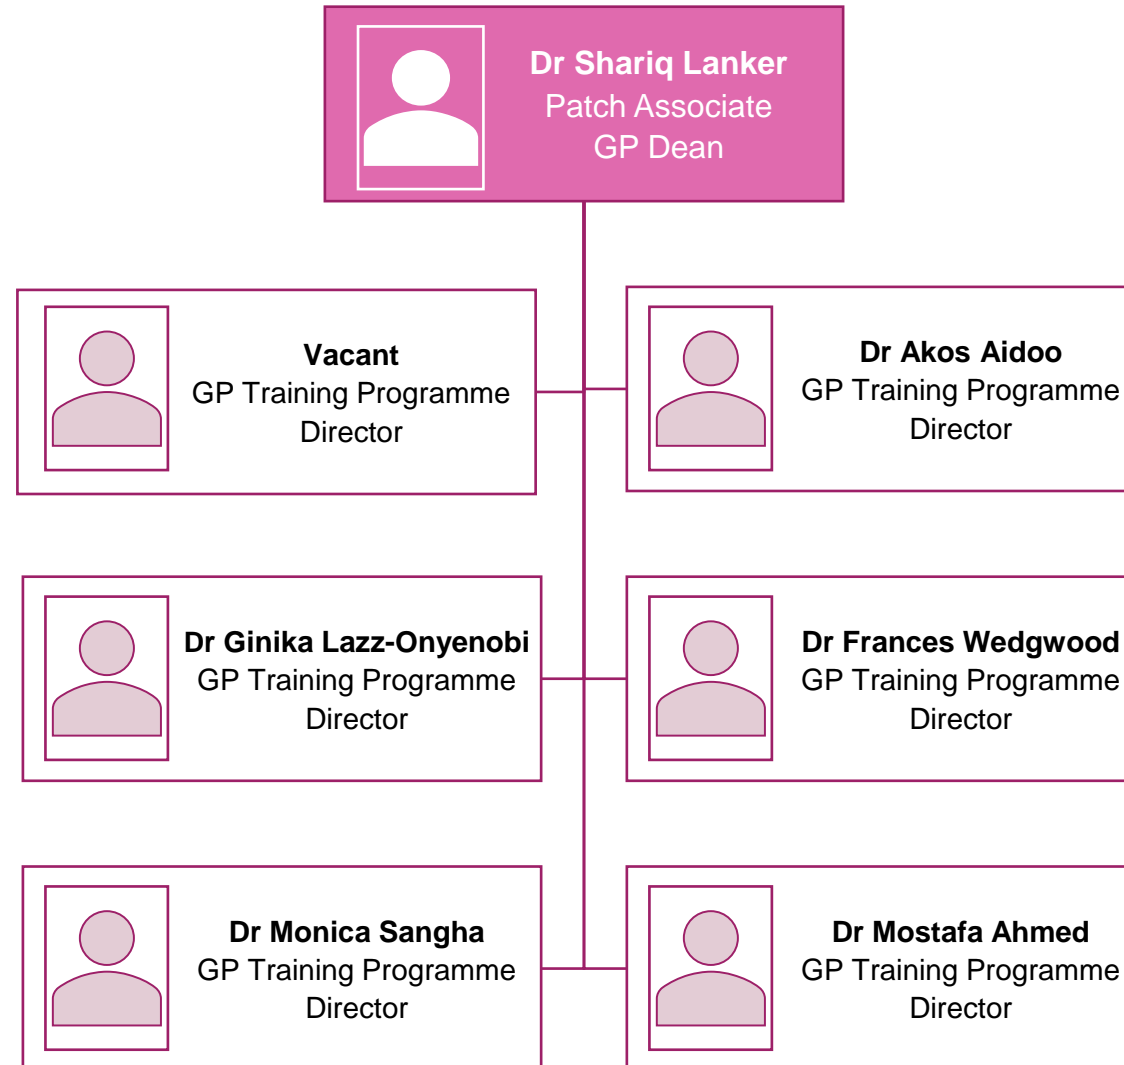 Dr Shariq Lanker
Patch Associate
GP Dean
Vacant
GP Training Programme
Director
Dr Akos Aidoo
GP Training Programme
Director
Dr Ginika Lazz-Onyenobi
GP Training Programme
Director
Dr Frances Wedgwood
GP Training Programme
Director
Dr Monica Sangha
GP Training Programme
Director
Dr Mostafa Ahmed
GP Training Programme
Director